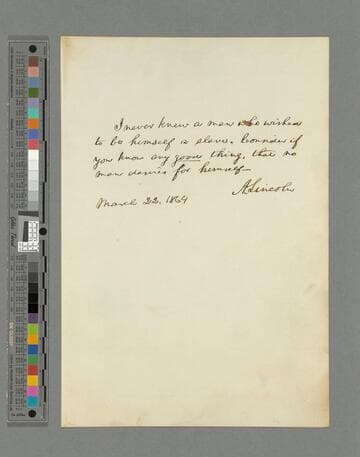 I never knew a man who wished
to be himself a slave. Consider if
you know any good thing, that no
man desires for himself
A. Lincoln
March 22, 1864